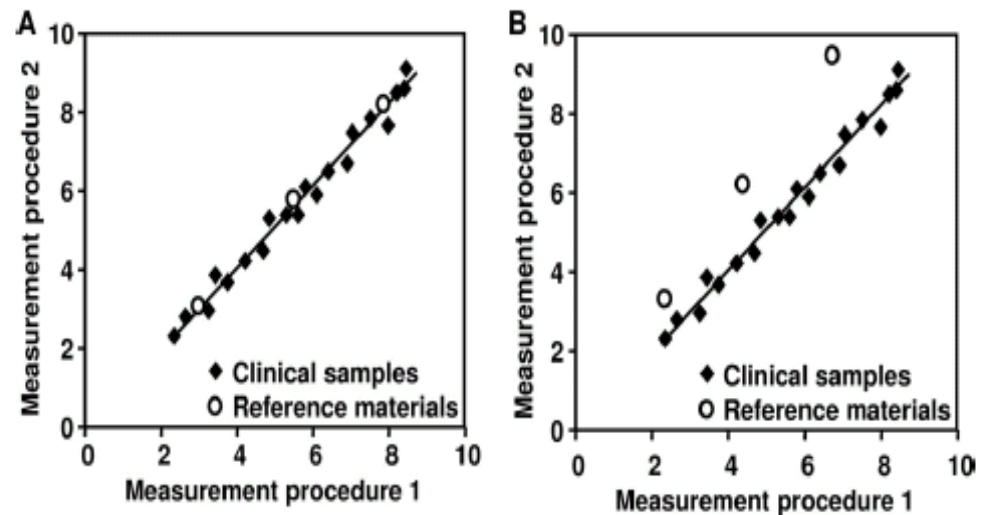 A
10
8
6
4
2
0
Measurement procedure 2
Clinical samples
Reference materials
0 2 4 6 8 10
Measurement procedure 1
B
10
8
6
4
2
0
Measurement procedure 2
Clinical samples
Reference materials
0 2 4 6 8 10
Measurement procedure 1